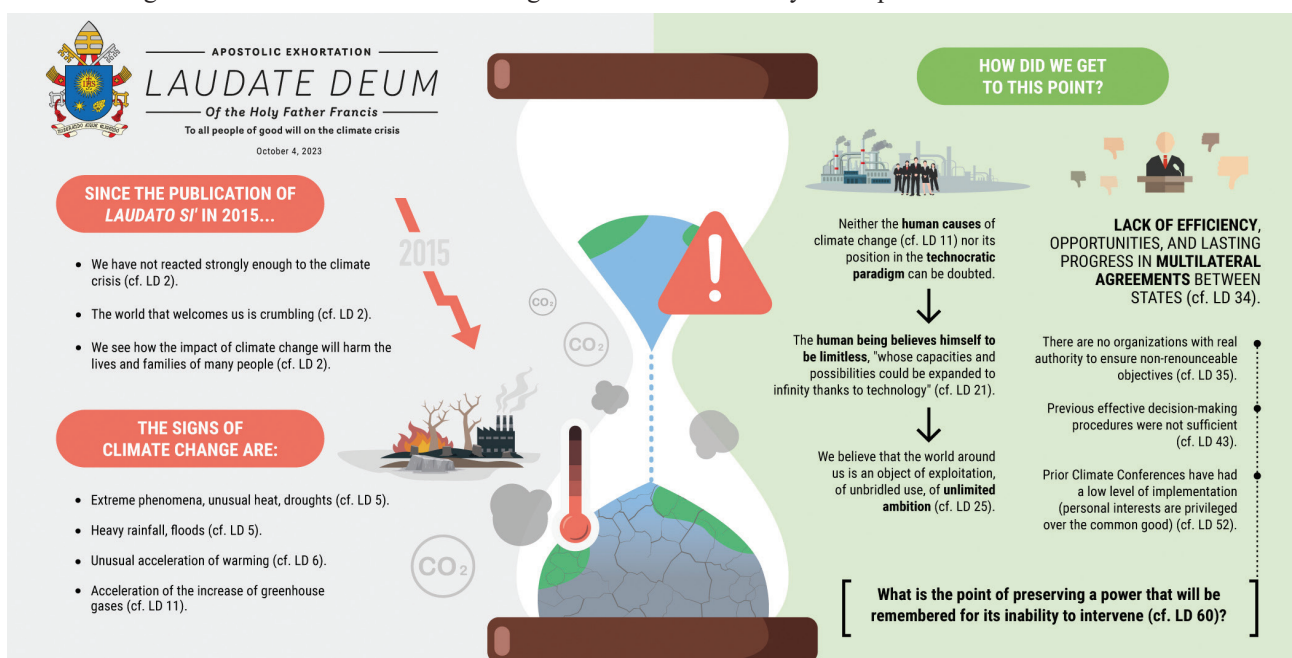 APOSTOLIC EXHORTATION
LAUDATE DEUM
Of the Holy Father Francis
To all people of good will on the climate crisis
October 4, 2023
SINCE THE PUBLICATION OF
LAUDATO SI' IN 2015...
• We have not reacted strongly enough to the climate
crisis (cf. LD 2).
• The world that welcomes us is crumbling (cf. LD 2).
• We see how the impact of climate change will harm the
lives and families of many people (cf. LD 2).
2015
THE SIGNS OF
CLIMATE CHANGE ARE:
• Extreme phenomena, unusual heat, droughts (cf. LD 5).
• Heavy rainfall, floods (cf. LD 5).
• Unusual acceleration of warming (cf. LD 6).
• Acceleration of the increase of greenhouse
gases (cf. LD 11).
CO₂
CO₂
CO₂
HOW DID WE GET
TO THIS POINT?
Neither the human causes of
climate change (cf. LD 11) nor its
position in the technocratic
paradigm can be doubted.
The human being believes himself to
be limitless, "whose capacities and
possibilities could be expanded to
infinity thanks to technology" (cf. LD 21).
We believe that the world around
us is an object of exploitation,
of unbridled use, of unlimited
ambition (cf. LD 25).
LACK OF EFFICIENCY,
OPPORTUNITIES, AND LASTING
PROGRESS IN MULTILATERAL
AGREEMENTS BETWEEN
STATES (cf. LD 34).
There are no organizations with real
authority to ensure non-renounceable
objectives (cf. LD 35).
Previous effective decision-making
procedures were not sufficient
(cf. LD 43).
Prior Climate Conferences have had
a low level of implementation
(personal interests are privileged
over the common good) (cf. LD 52).
What is the point of preserving a power that will be
remembered for its inability to intervene (cf. LD 60)?